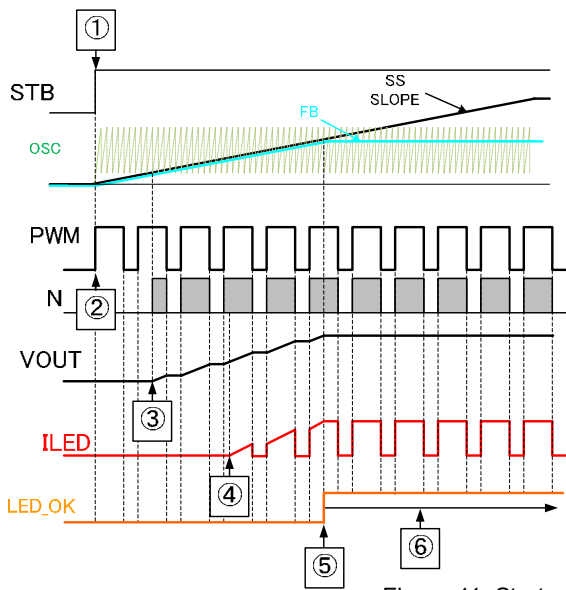 ①
STB
SS
SLOPE
FB
OSC
PWM
N
②
VOUT
③
ILED
④
LED_OK
⑤
⑥